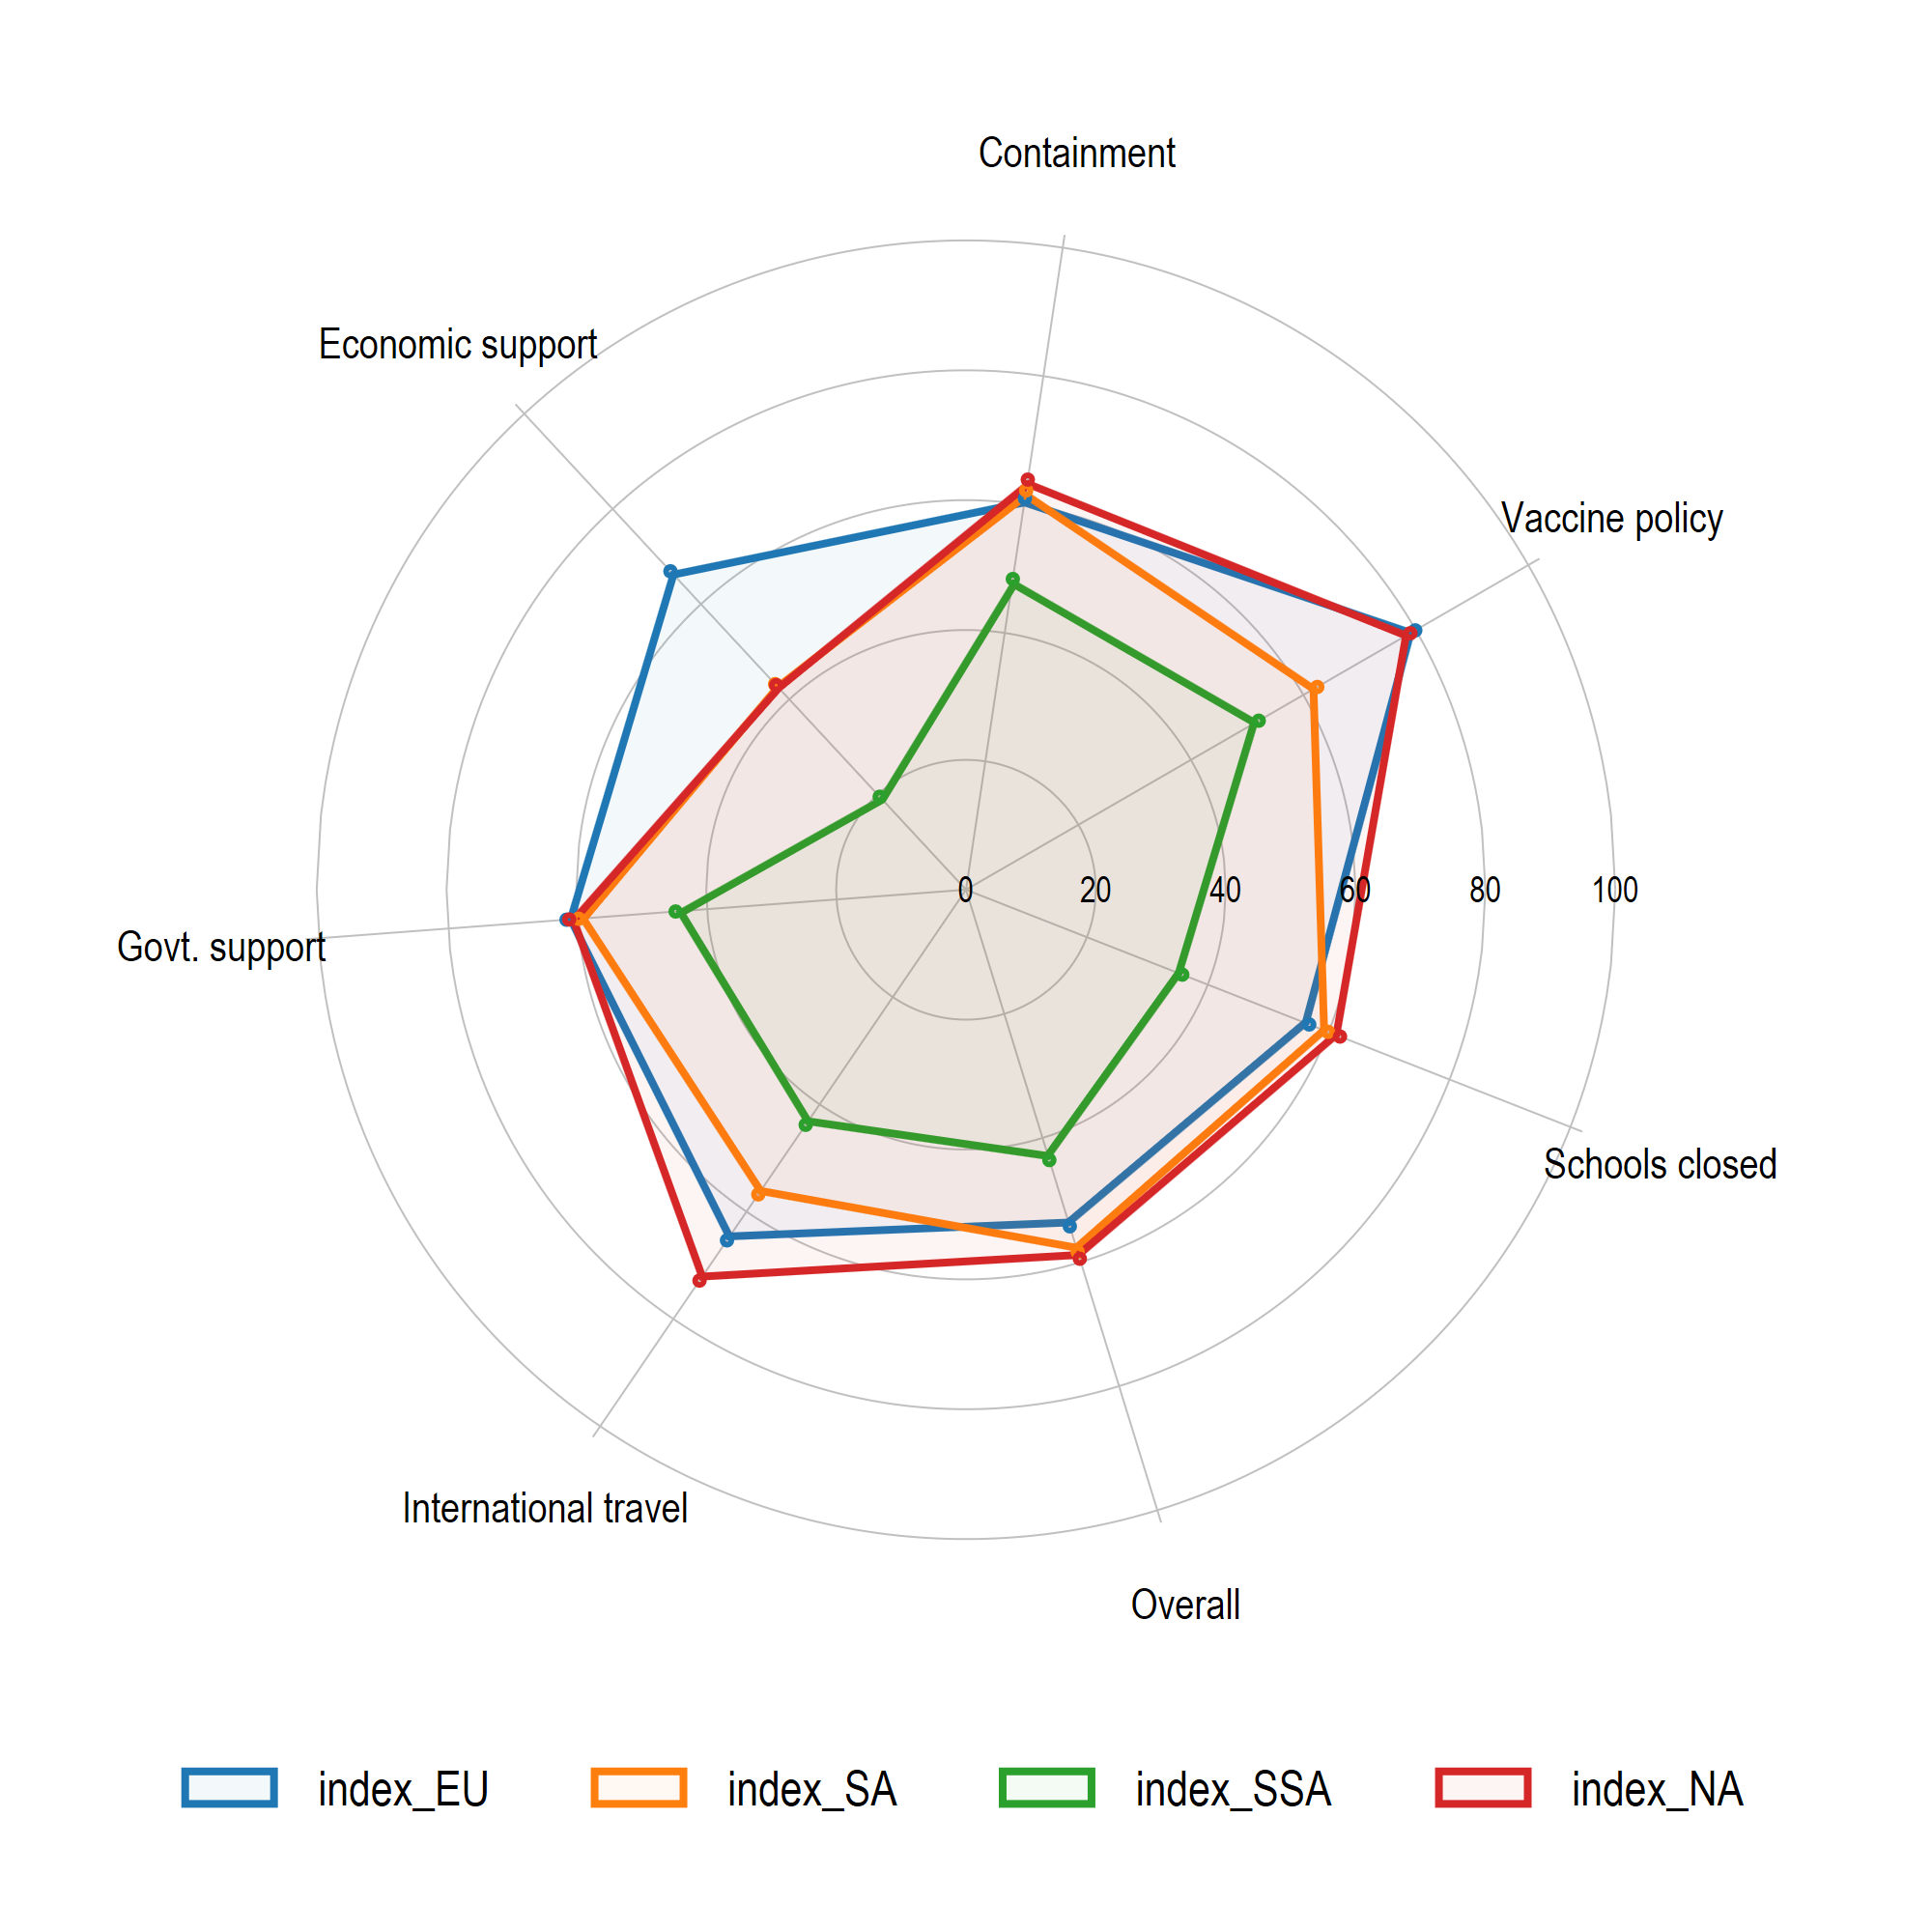 Containment
Economic support
Vaccine policy
0 20 40 60 80 100
Govt. support
Schools closed
International travel
Overall
index_EU index_SA index_SSA index_NA